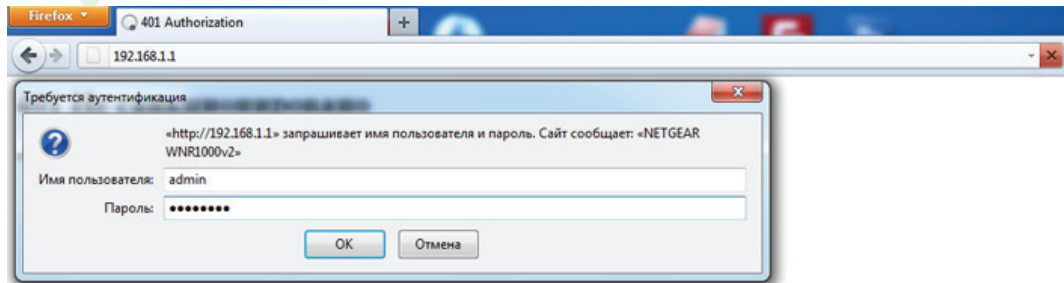 Firefox
401 Authorization
+
192.168.1.1
Требуется аутентификация
«http://192.168.1.1» запрашивает имя пользователя и пароль. Сайт сообщает: «NETGEAR
WNR1000v2»
Имя пользователя: admin
Пароль: ••••••••
OK Отмена